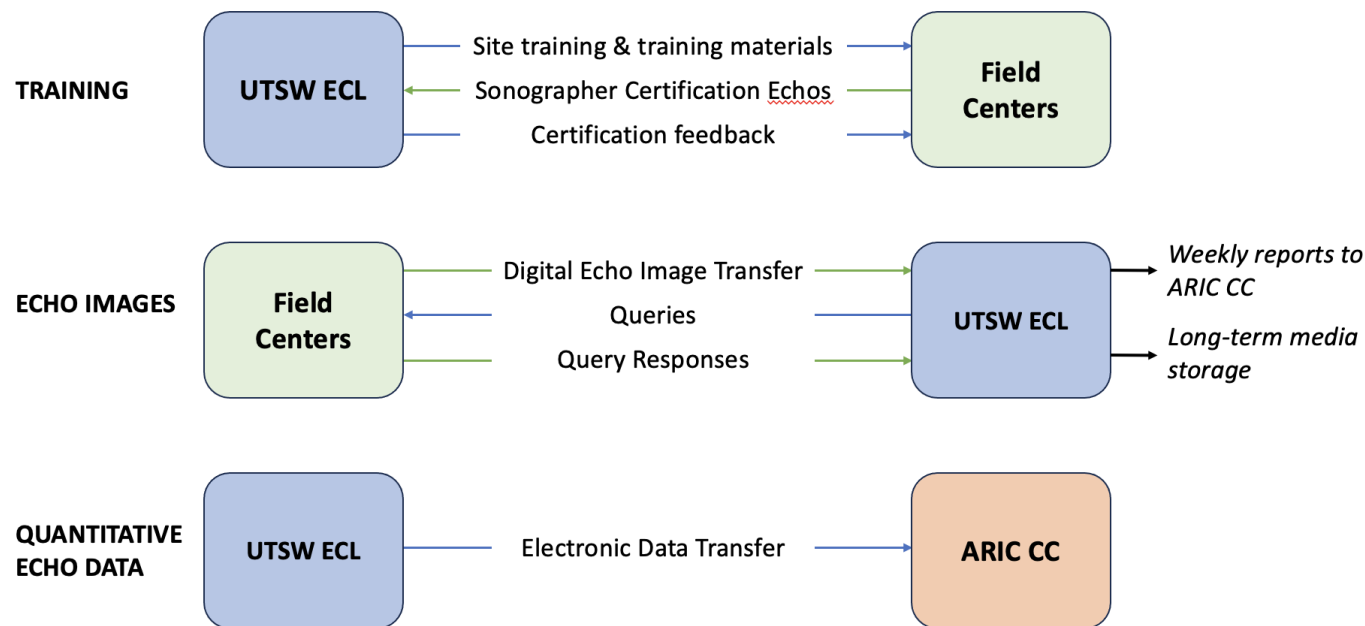 TRAINING
UTSW ECL
Site training & training materials
Sonographer Certification Echos
Certification feedback
Field
Centers
ECHO IMAGES
Field
Centers
Digital Echo Image Transfer
Queries
Query Responses
UTSW ECL
Weekly reports to
ARIC CC
Long-term media
storage
QUANTITATIVE
ECHO DATA
UTSW ECL
Electronic Data Transfer
ARIC CC